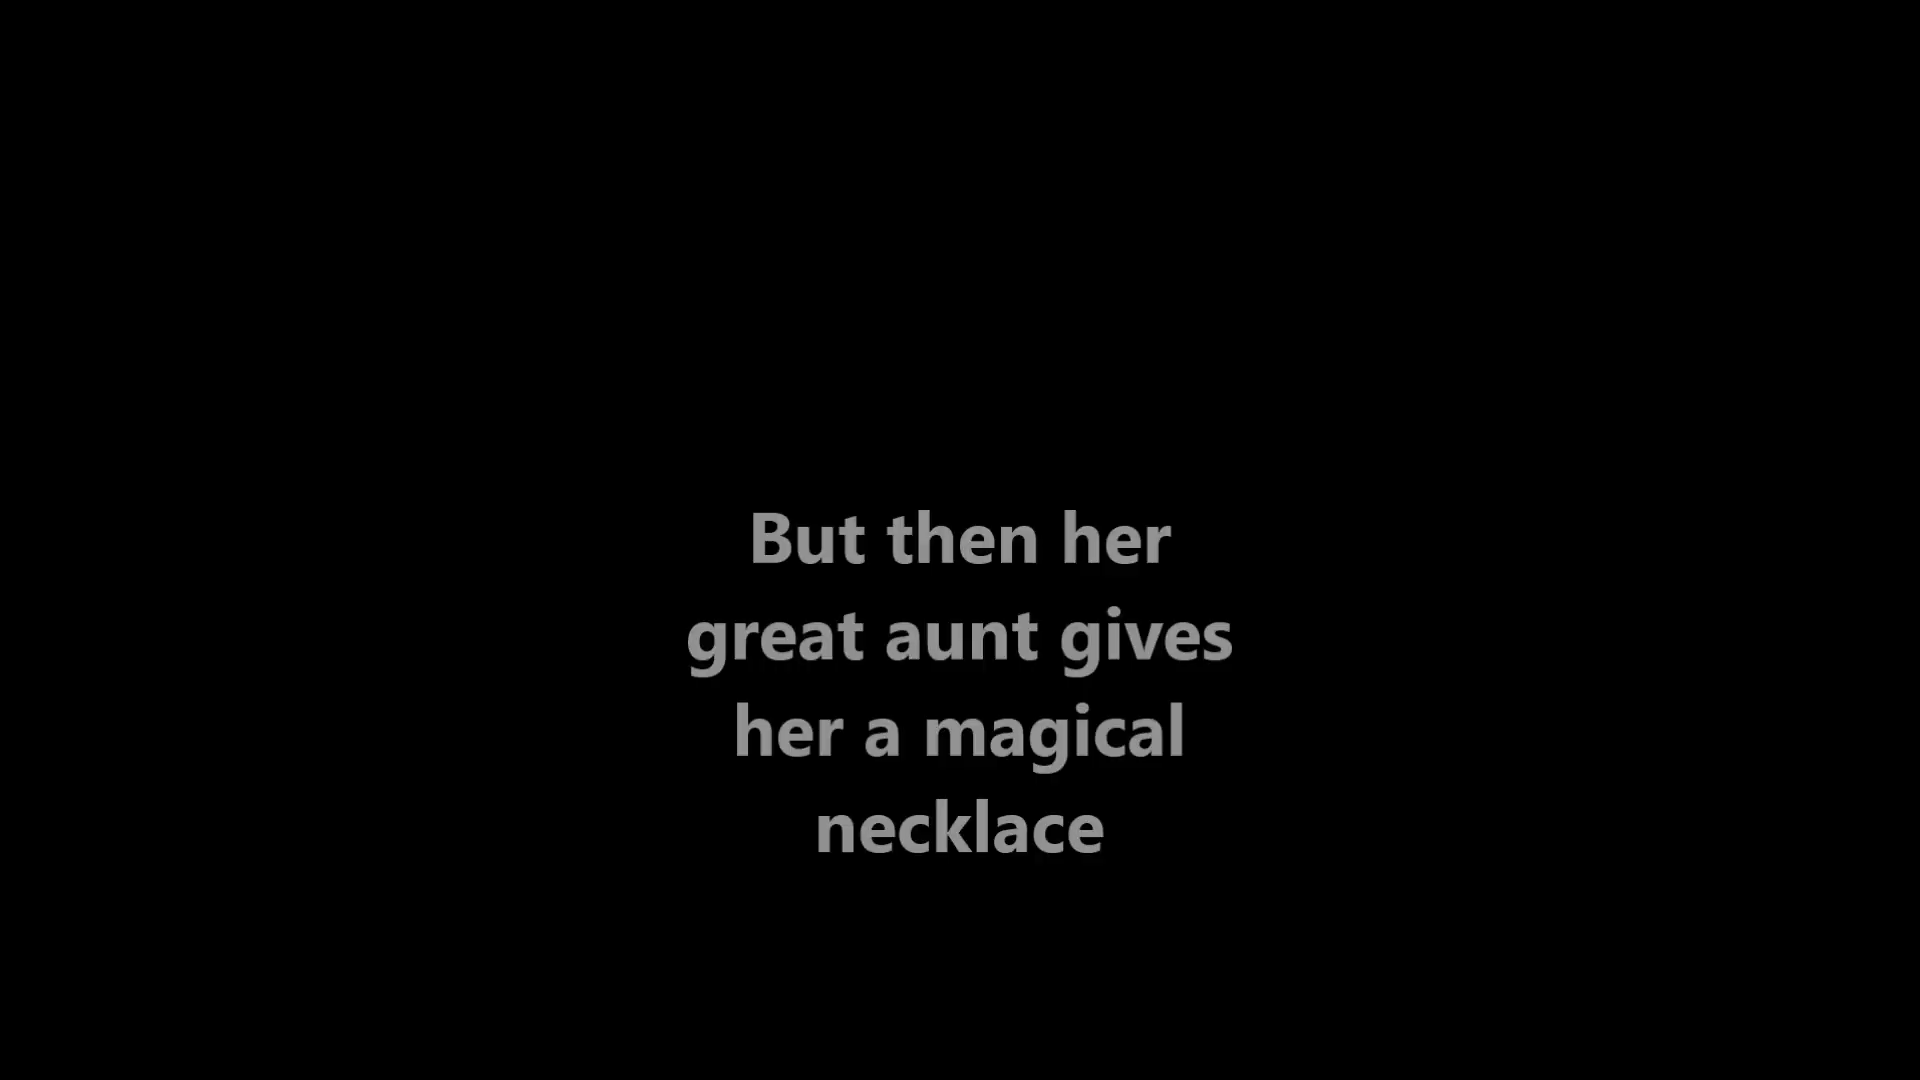 But then her
great aunt gives
her a magical
necklace